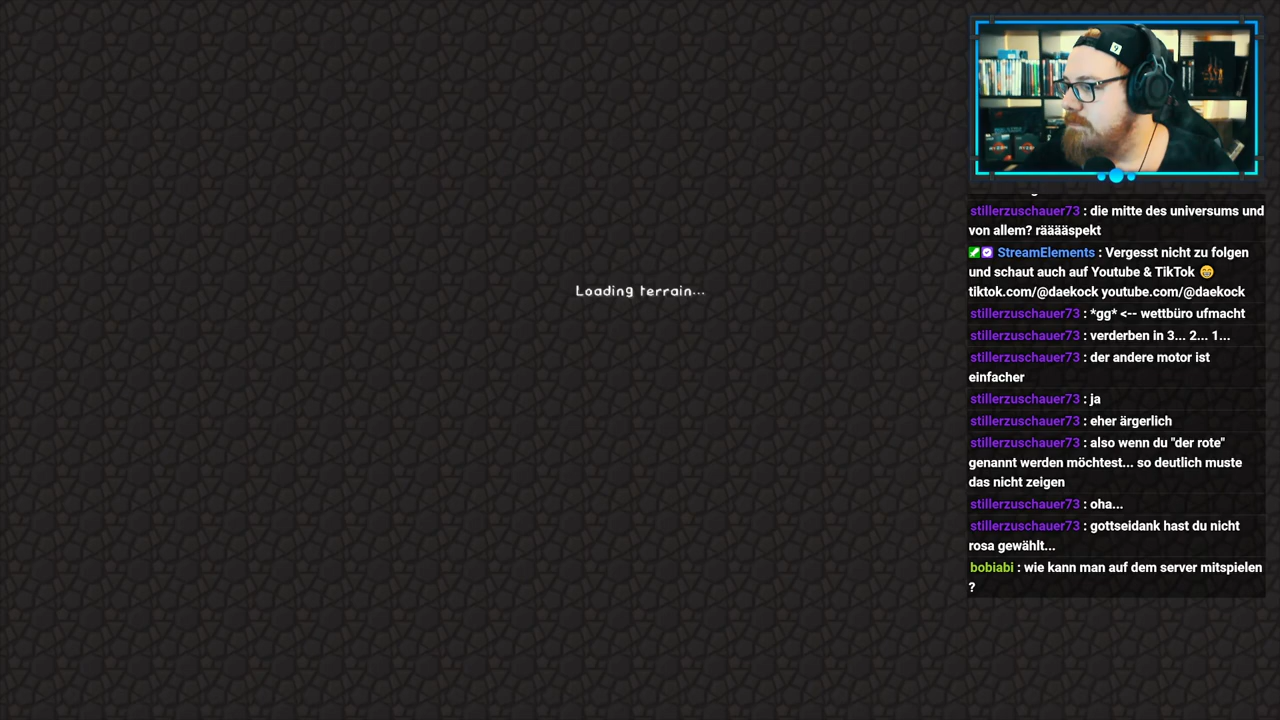 Loading terrain...
stillerzuschauer73 : die mitte des universums und
von allem? rääääspekt
StreamElements : Vergesst nicht zu folgen
und schaut auch auf Youtube & TikTok 😁
tiktok.com/@daekock youtube.com/@daekock
stillerzuschauer73 : *gg* <-- wettbüro ufmacht
stillerzuschauer73 : verderben in 3... 2... 1...
stillerzuschauer73 : der andere motor ist
einfacher
stillerzuschauer73 : ja
stillerzuschauer73 : eher ärgerlich
stillerzuschauer73 : also wenn du "der rote"
genannt werden möchtest... so deutlich muste
das nicht zeigen
stillerzuschauer73 : oha...
stillerzuschauer73 : gottseidank hast du nicht
rosa gewählt...
bobiabi : wie kann man auf dem server mitspielen
?